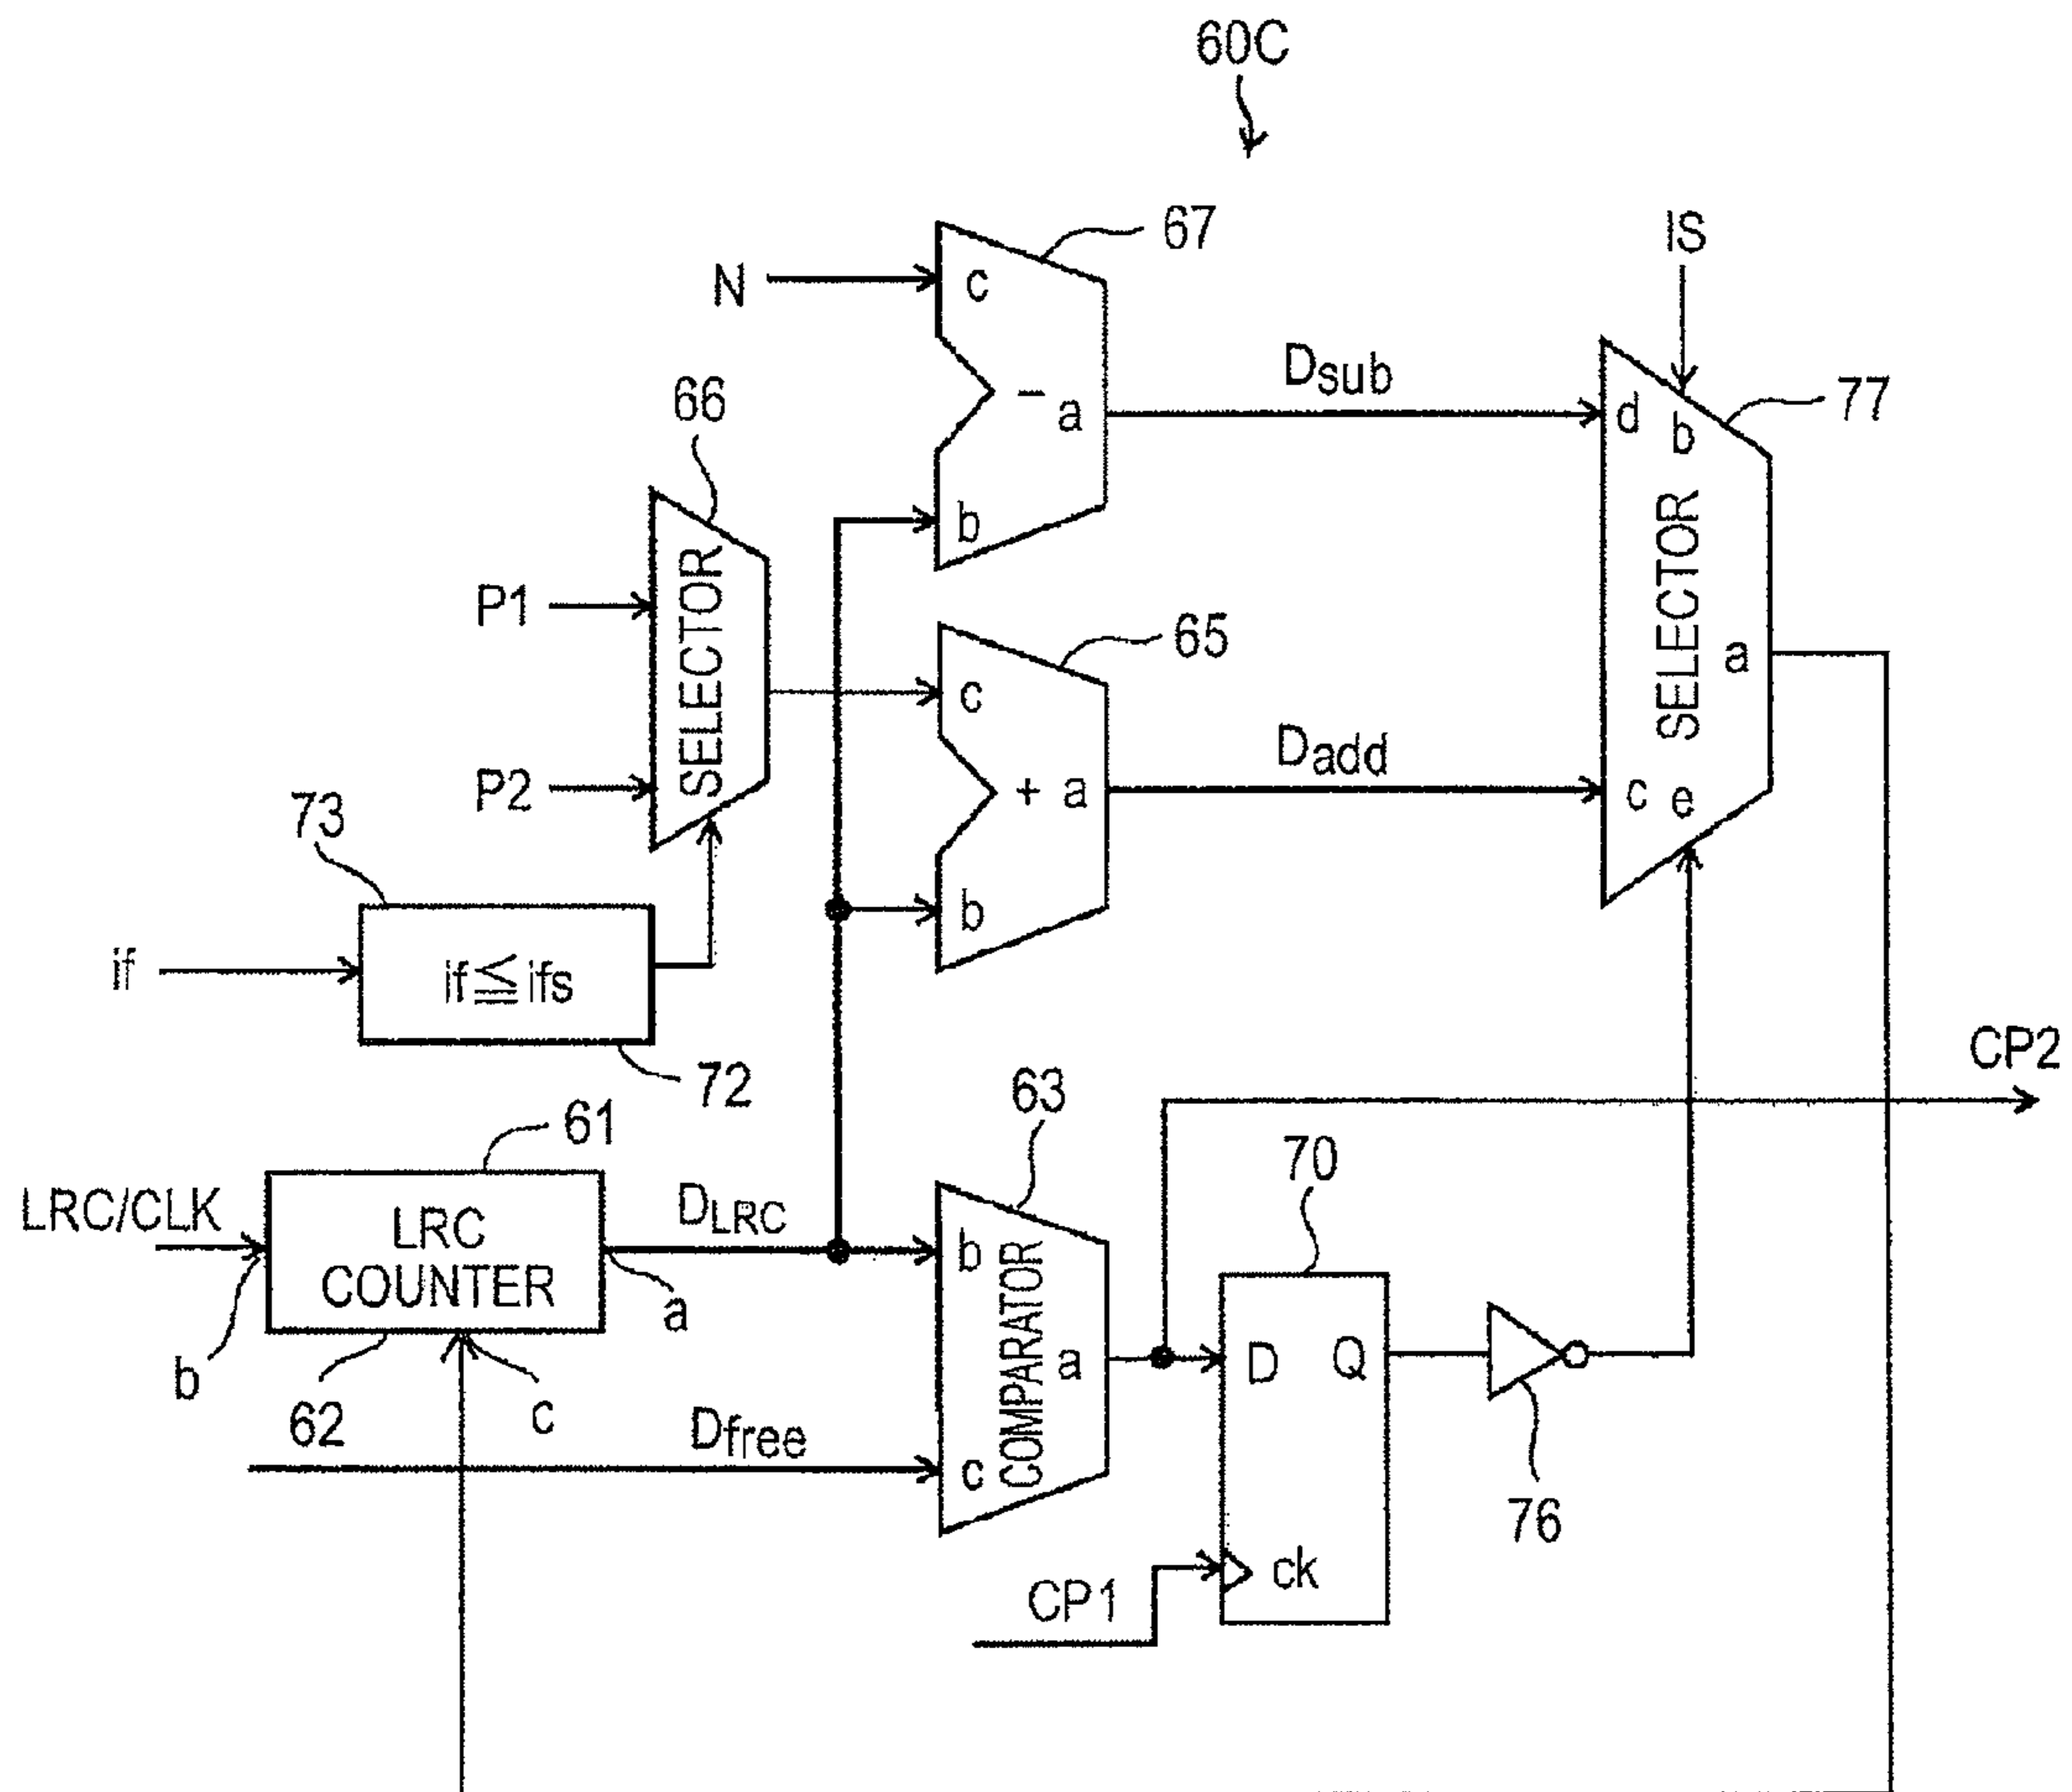 60C
67
IS
N
c
- a
b
Dsub
d
b
77
SELECTOR
a
c e
66
P1
SELECTOR
P2
65
c
+ a
b
Dadd
73
if
if≦ifs
72
CP2
61
LRC/CLK
LRC
COUNTER
b
62
c
a
DLRC
63
b
COMPARATOR
a
c
Dfree
70
D Q
ck
CP1
76